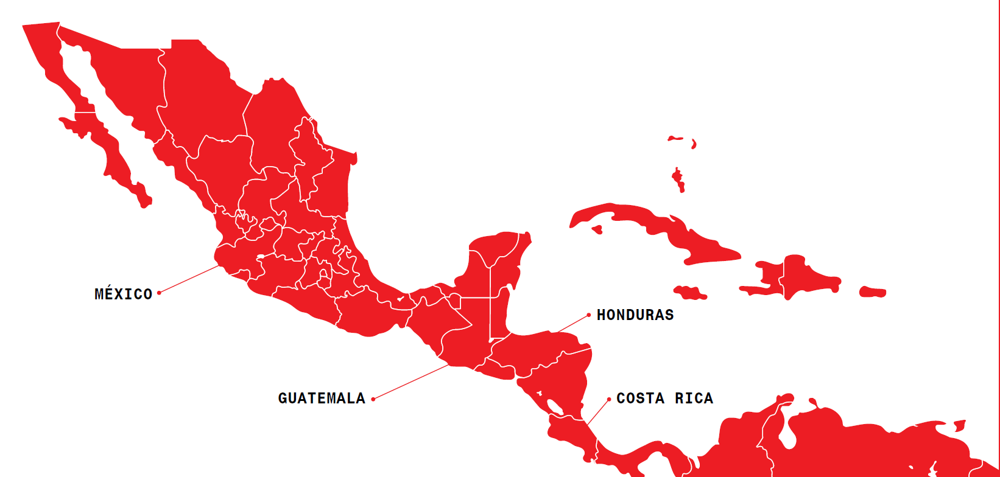 MÉXICO
HONDURAS
GUATEMALA
COSTA RICA